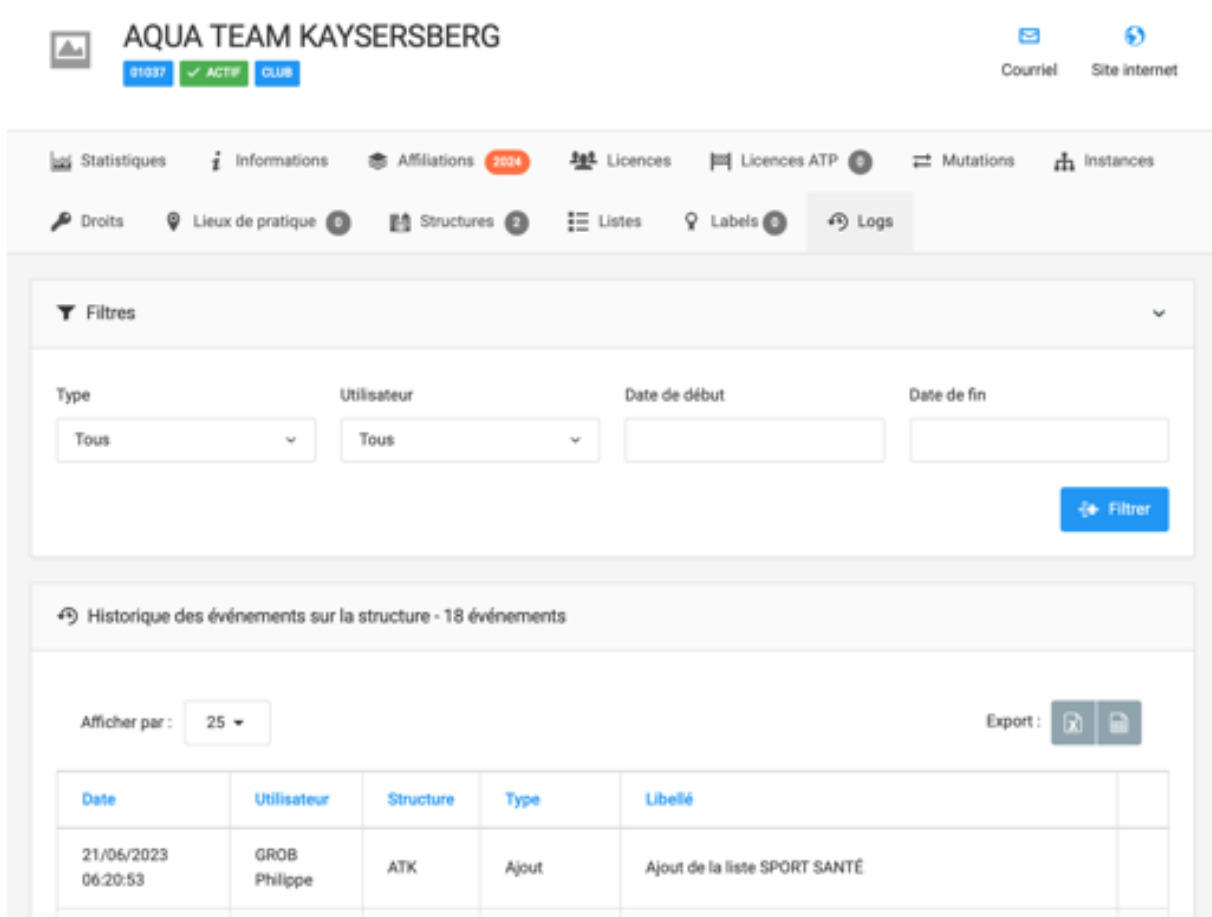 AQUA TEAM KAYSERSBERG
01037 ACTIF CLUB
Courriel Site internet
Statistiques Informations Affiliations 2024 Licences Licences ATP 0 Mutations Instances
Droits Lieux de pratique 0 Structures 2 Listes Labels 0 Logs
Filtres
Type Utilisateur Date de début Date de fin
Tous Tous
Filtrer
Historique des événements sur la structure - 18 événements
Afficher par : 25 Export :
Date Utilisateur Structure Type Libellé
21/06/2023 GROB
ATK Ajout Ajout de la liste SPORT SANTÉ
06:20:53 Philippe